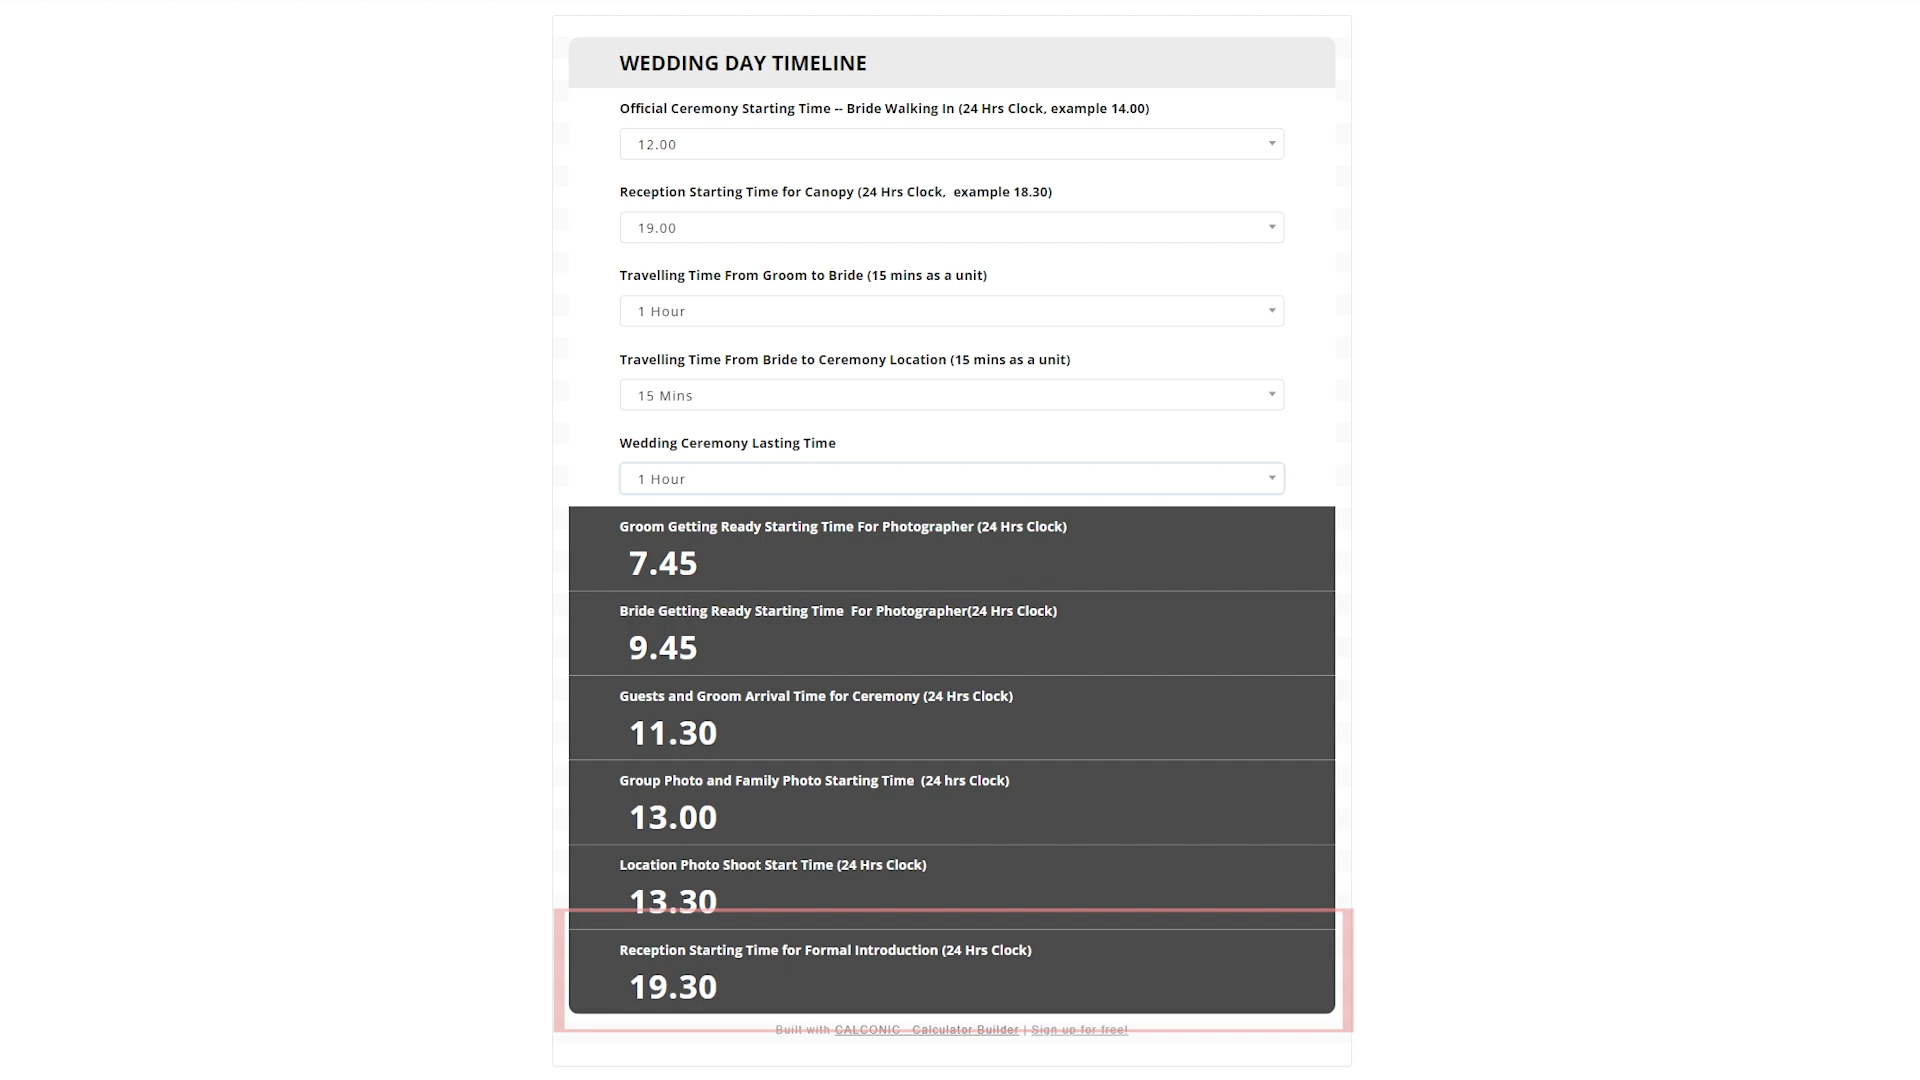 WEDDING DAY TIMELINE
Official Ceremony Starting Time -- Bride Walking In (24 Hrs Clock, example 14.00)
12.00
Reception Starting Time for Canopy (24 Hrs Clock,  example 18.30)
19.00
Travelling Time From Groom to Bride (15 mins as a unit)
1 Hour
Travelling Time From Bride to Ceremony Location (15 mins as a unit)
15 Mins
Wedding Ceremony Lasting Time
1 Hour
Groom Getting Ready Starting Time For Photographer (24 Hrs Clock)
7.45
Bride Getting Ready Starting Time  For Photographer(24 Hrs Clock)
9.45
Guests and Groom Arrival Time for Ceremony (24 Hrs Clock)
11.30
Group Photo and Family Photo Starting Time  (24 hrs Clock)
13.00
Location Photo Shoot Start Time (24 Hrs Clock)
13.30
Reception Starting Time for Formal Introduction (24 Hrs Clock)
19.30
Built with CALCONIC_ Calculator Builder | Sign up for free!